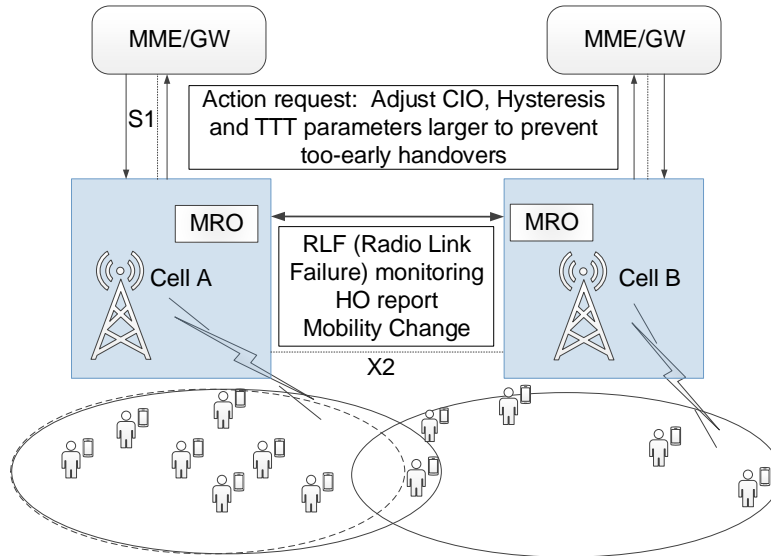 MME/GW
MME/GW
S1
Action request: Adjust CIO, Hysteresis
and TTT parameters larger to prevent
too-early handovers
MRO
MRO
RLF (Radio Link
Failure) monitoring
HO report
Mobility Change
Cell A
Cell B
X2